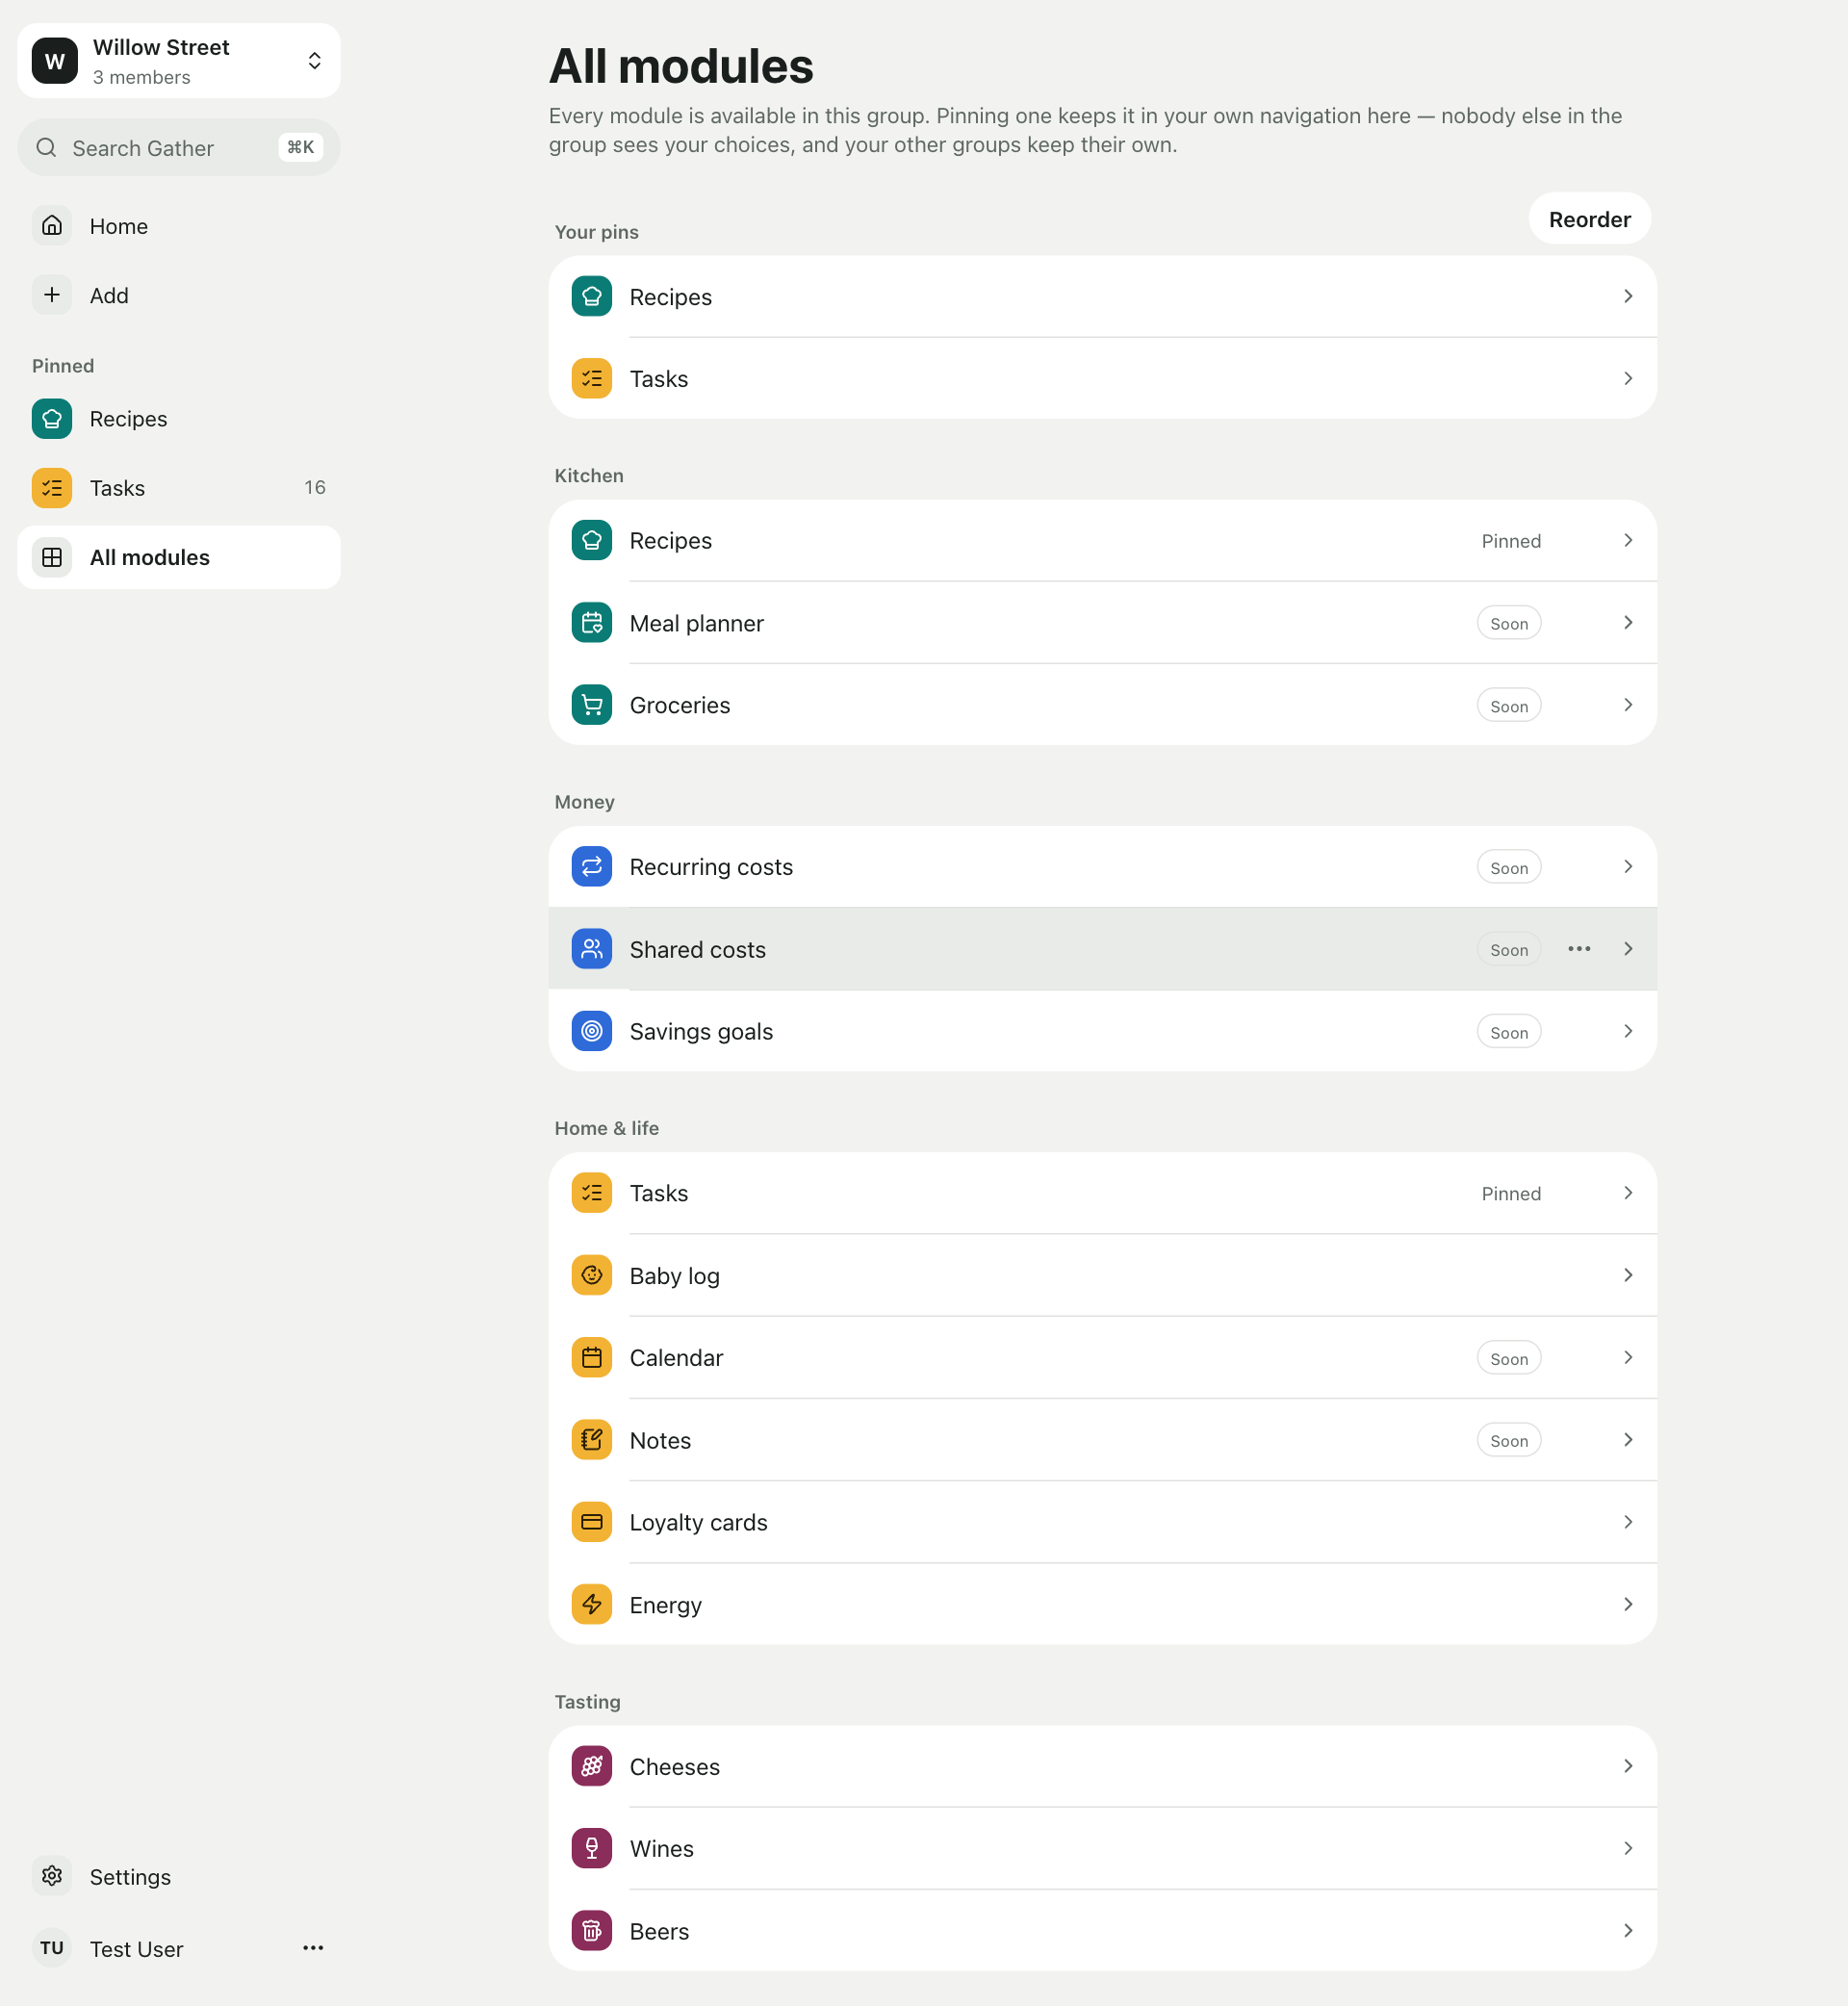 W
Willow Street
3 members
Search Gather
⌘K
Home
Add
Pinned
Recipes
Tasks
16
All modules
Settings
TU
Test User
All modules
Every module is available in this group. Pinning one keeps it in your own navigation here — nobody else in the
group sees your choices, and your other groups keep their own.
Your pins
Reorder
Recipes
Tasks
Kitchen
Recipes
Pinned
Meal planner
Soon
Groceries
Soon
Money
Recurring costs
Soon
Shared costs
Soon
Savings goals
Soon
Home & life
Tasks
Pinned
Baby log
Calendar
Soon
Notes
Soon
Loyalty cards
Energy
Tasting
Cheeses
Wines
Beers